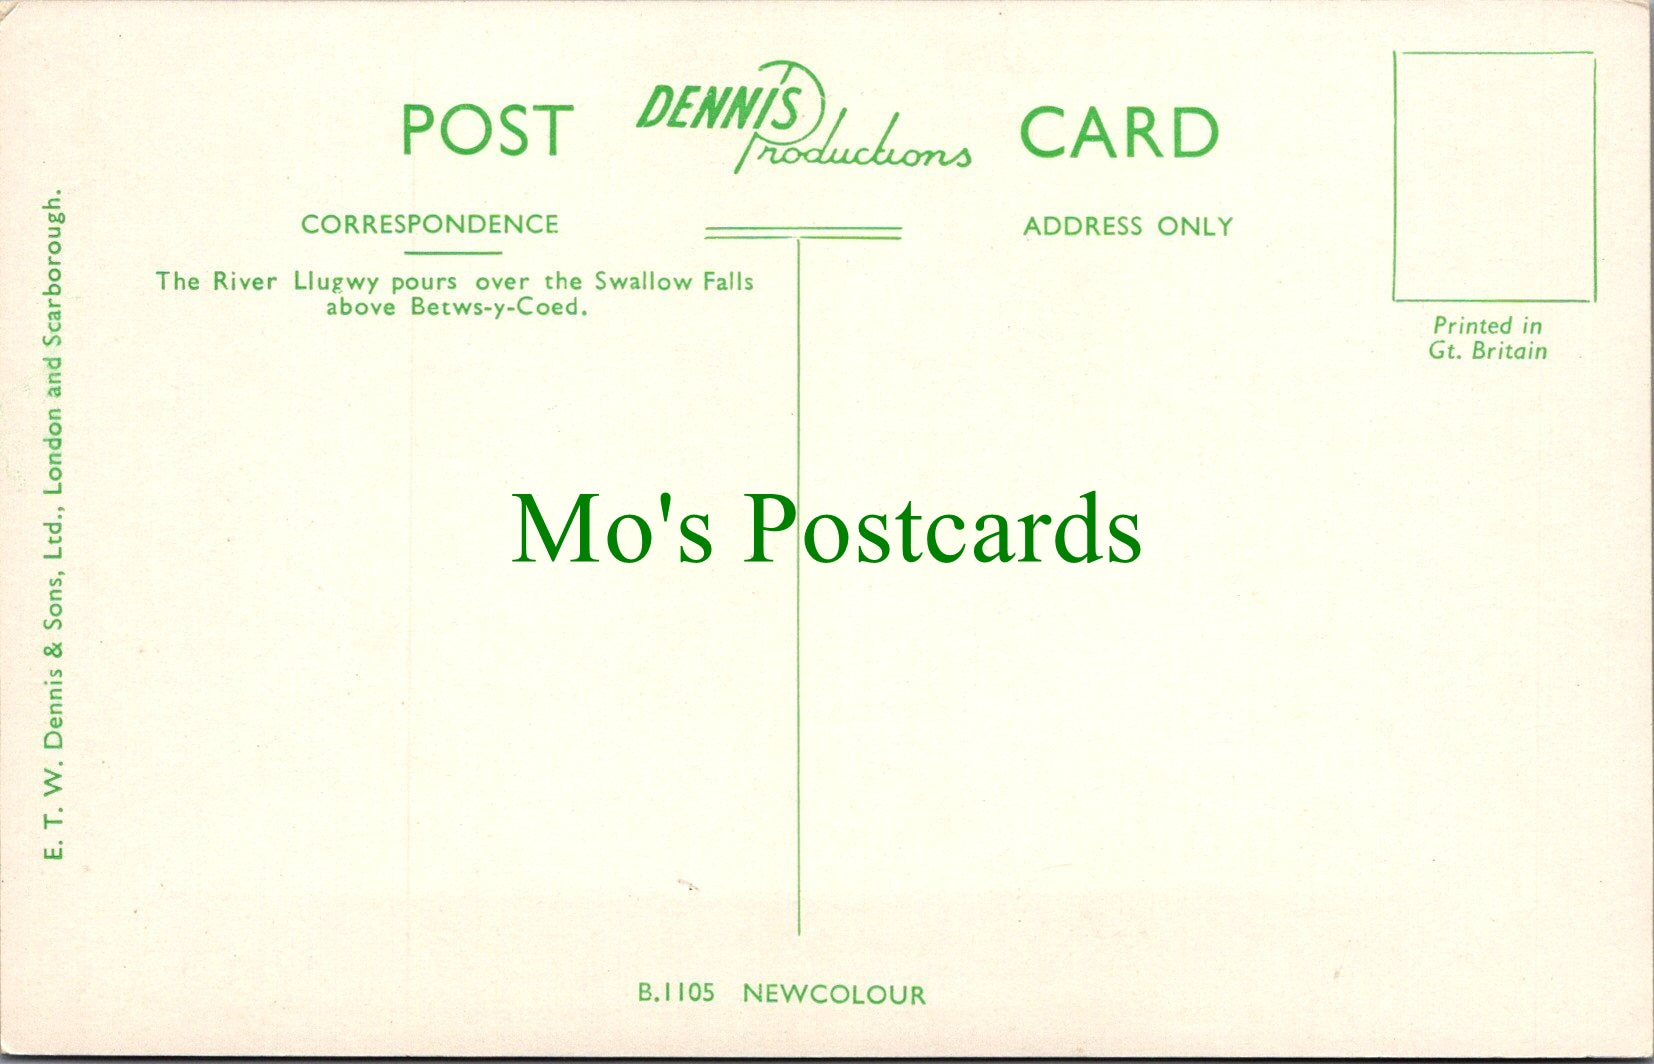 POST DENNIS Productions CARD
CORRESPONDENCE
ADDRESS ONLY
The River Llugwy pours over the Swallow Falls
above Betws-y-Coed.
Printed in
Gt. Britain
E. T. W. Dennis & Sons, Ltd., London and Scarborough.
Mo's Postcards
B.1105 NEWCOLOUR